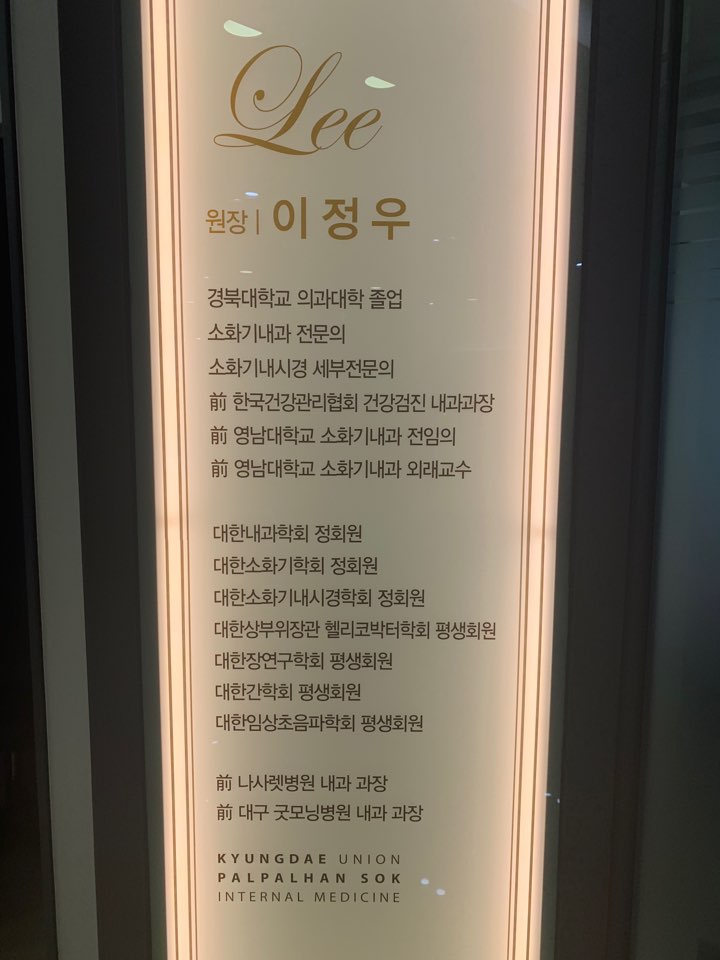 Lee
원장 | 이정우
경북대학교 의과대학 졸업
소화기내과 전문의
소화기내시경 세부전문의
前 한국건강관리협회 건강검진 내과과장
前 영남대학교 소화기내과 전임의
前 영남대학교 소화기내과 외래교수
대한내과학회 정회원
대한소화기학회 정회원
대한소화기내시경학회 정회원
대한상부위장관 헬리코박터학회 평생회원
대한장연구학회 평생회원
대한간학회 평생회원
대한임상초음파학회 평생회원
前 나사렛병원 내과 과장
前 대구 굿모닝병원 내과 과장
KYUNGDAE UNION
PALPALHAN SOK
INTERNAL MEDICINE